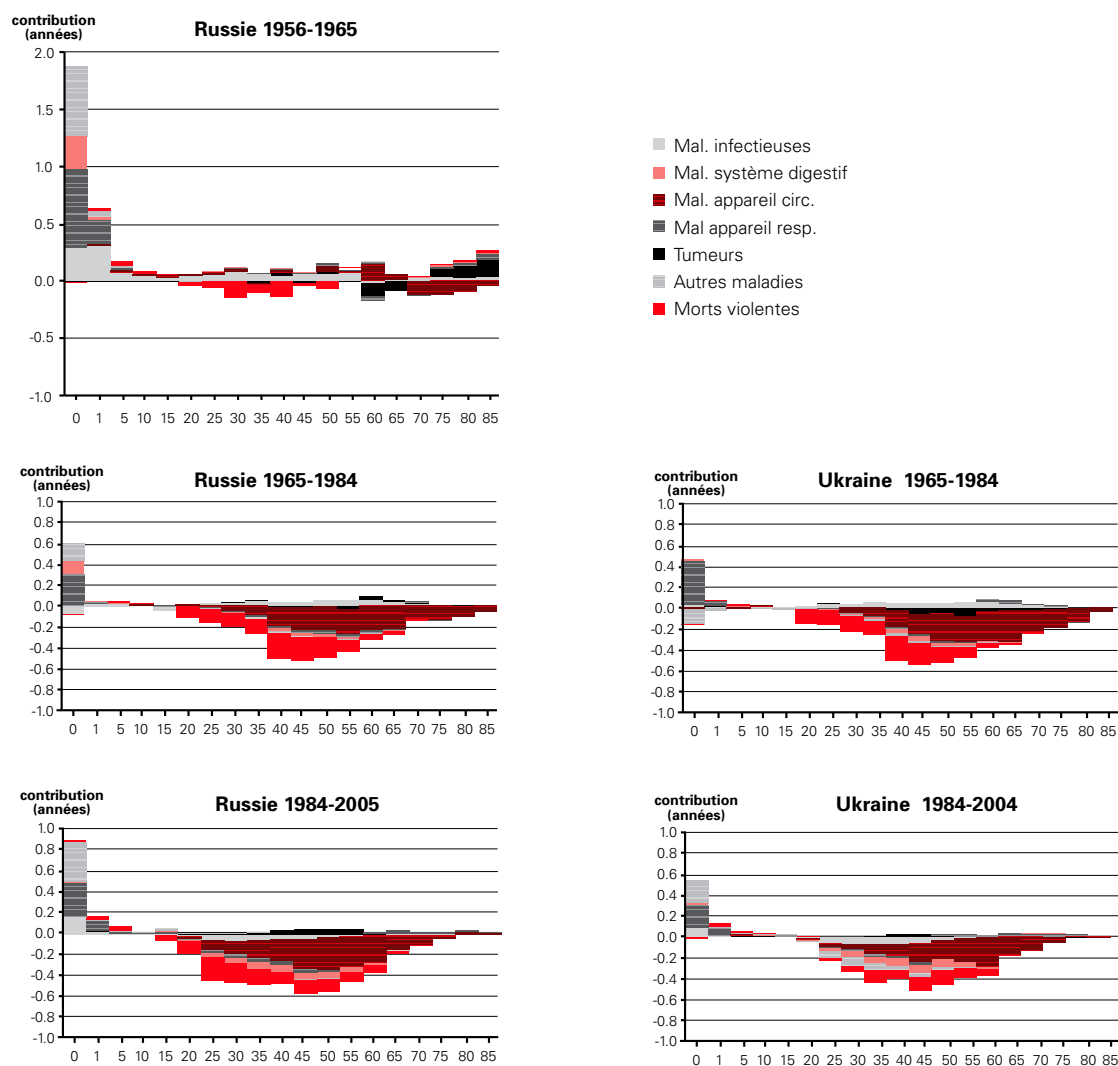 contribution
(années)
Russie 1956-1965
2.0
1.5
1.0
0.5
0.0
-0.5
-1.0
0 1 5 10 15 20 25 30 35 40 45 50 55 60 65 70 75 80 85
Mal. infectieuses
Mal. système digestif
Mal. appareil circ.
Mal appareil resp.
Tumeurs
Autres maladies
Morts violentes
contribution
(années)
Russie 1965-1984
1.0
0.8
0.6
0.4
0.2
0.0
-0.2
-0.4
-0.6
-0.8
-1.0
0 1 5 10 15 20 25 30 35 40 45 50 55 60 65 70 75 80 85
contribution
(années)
Ukraine 1965-1984
1.0
0.8
0.6
0.4
0.2
0.0
-0.2
-0.4
-0.6
-0.8
-1.0
0 1 5 10 15 20 25 30 35 40 45 50 55 60 65 70 75 80 85
contribution
(années)
Russie 1984-2005
1.0
0.8
0.6
0.4
0.2
0.0
-0.2
-0.4
-0.6
-0.8
-1.0
0 1 5 10 15 20 25 30 35 40 45 50 55 60 65 70 75 80 85
contribution
(années)
Ukraine 1984-2004
1.0
0.8
0.6
0.4
0.2
0.0
-0.2
-0.4
-0.6
-0.8
-1.0
0 1 5 10 15 20 25 30 35 40 45 50 55 60 65 70 75 80 85